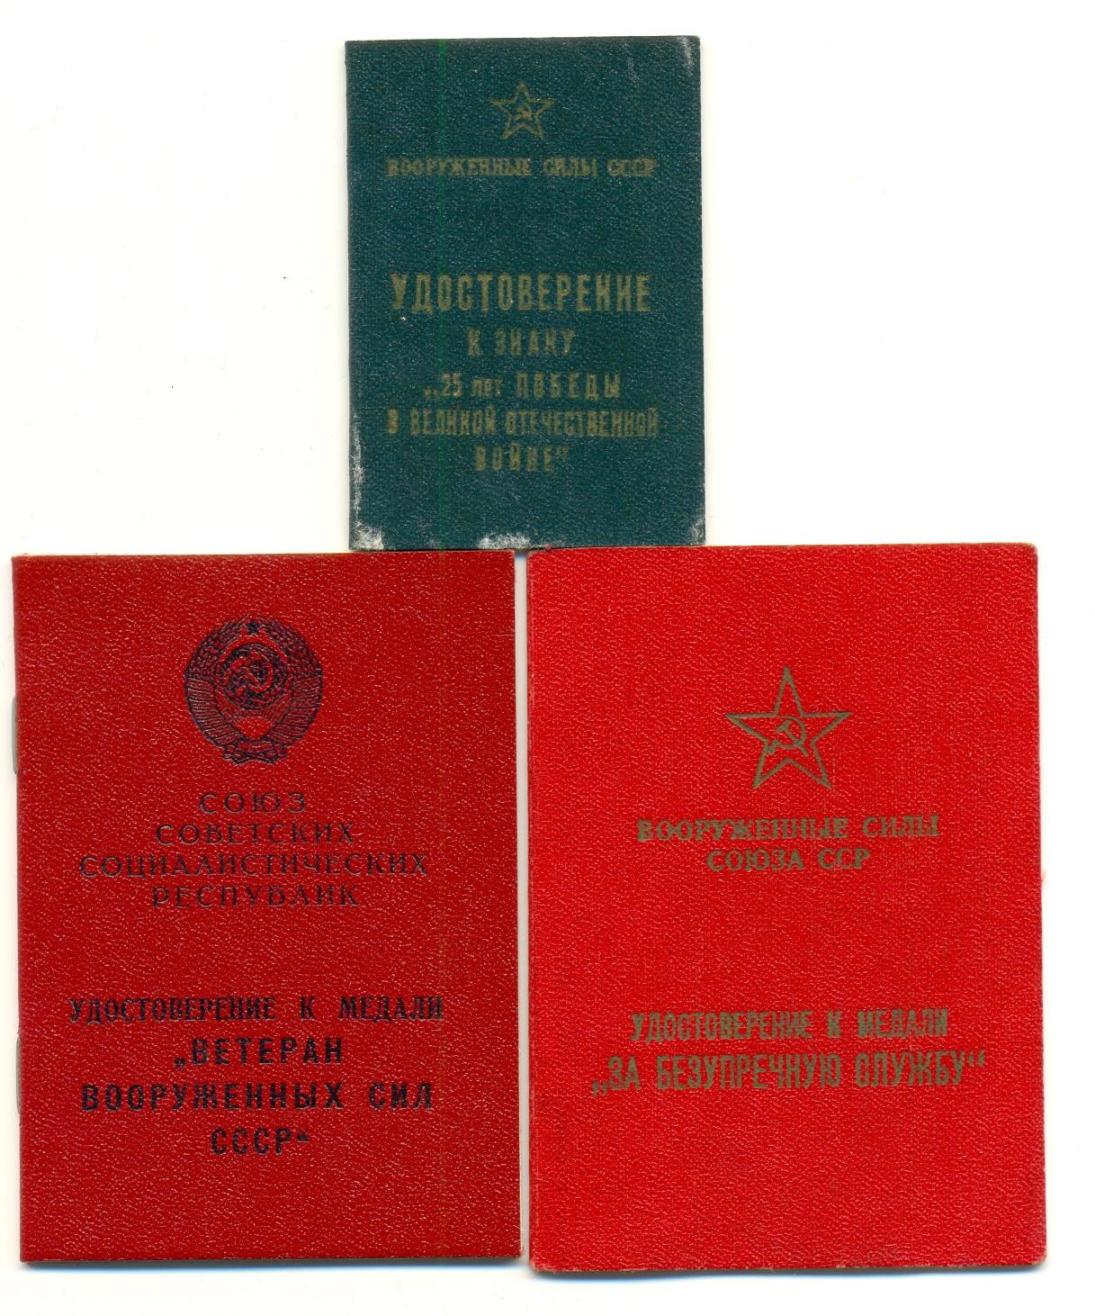 ВООРУЖЕННЫЕ СИЛЫ СССР
УДОСТОВЕРЕНИЕ
К ЗНАКУ
„25 лет ПОБЕДЫ
В ВЕЛИКОЙ ОТЕЧЕСТВЕННОЙ
ВОЙНЕ“
СОЮЗ
СОВЕТСКИХ
СОЦИАЛИСТИЧЕСКИХ
РЕСПУБЛИК
УДОСТОВЕРЕНИЕ К МЕДАЛИ
„ВЕТЕРАН
ВООРУЖЕННЫХ СИЛ
СССР“
ВООРУЖЕННЫЕ СИЛЫ
СОЮЗА ССР
УДОСТОВЕРЕНИЕ К МЕДАЛИ
„ЗА БЕЗУПРЕЧНУЮ СЛУЖБУ“